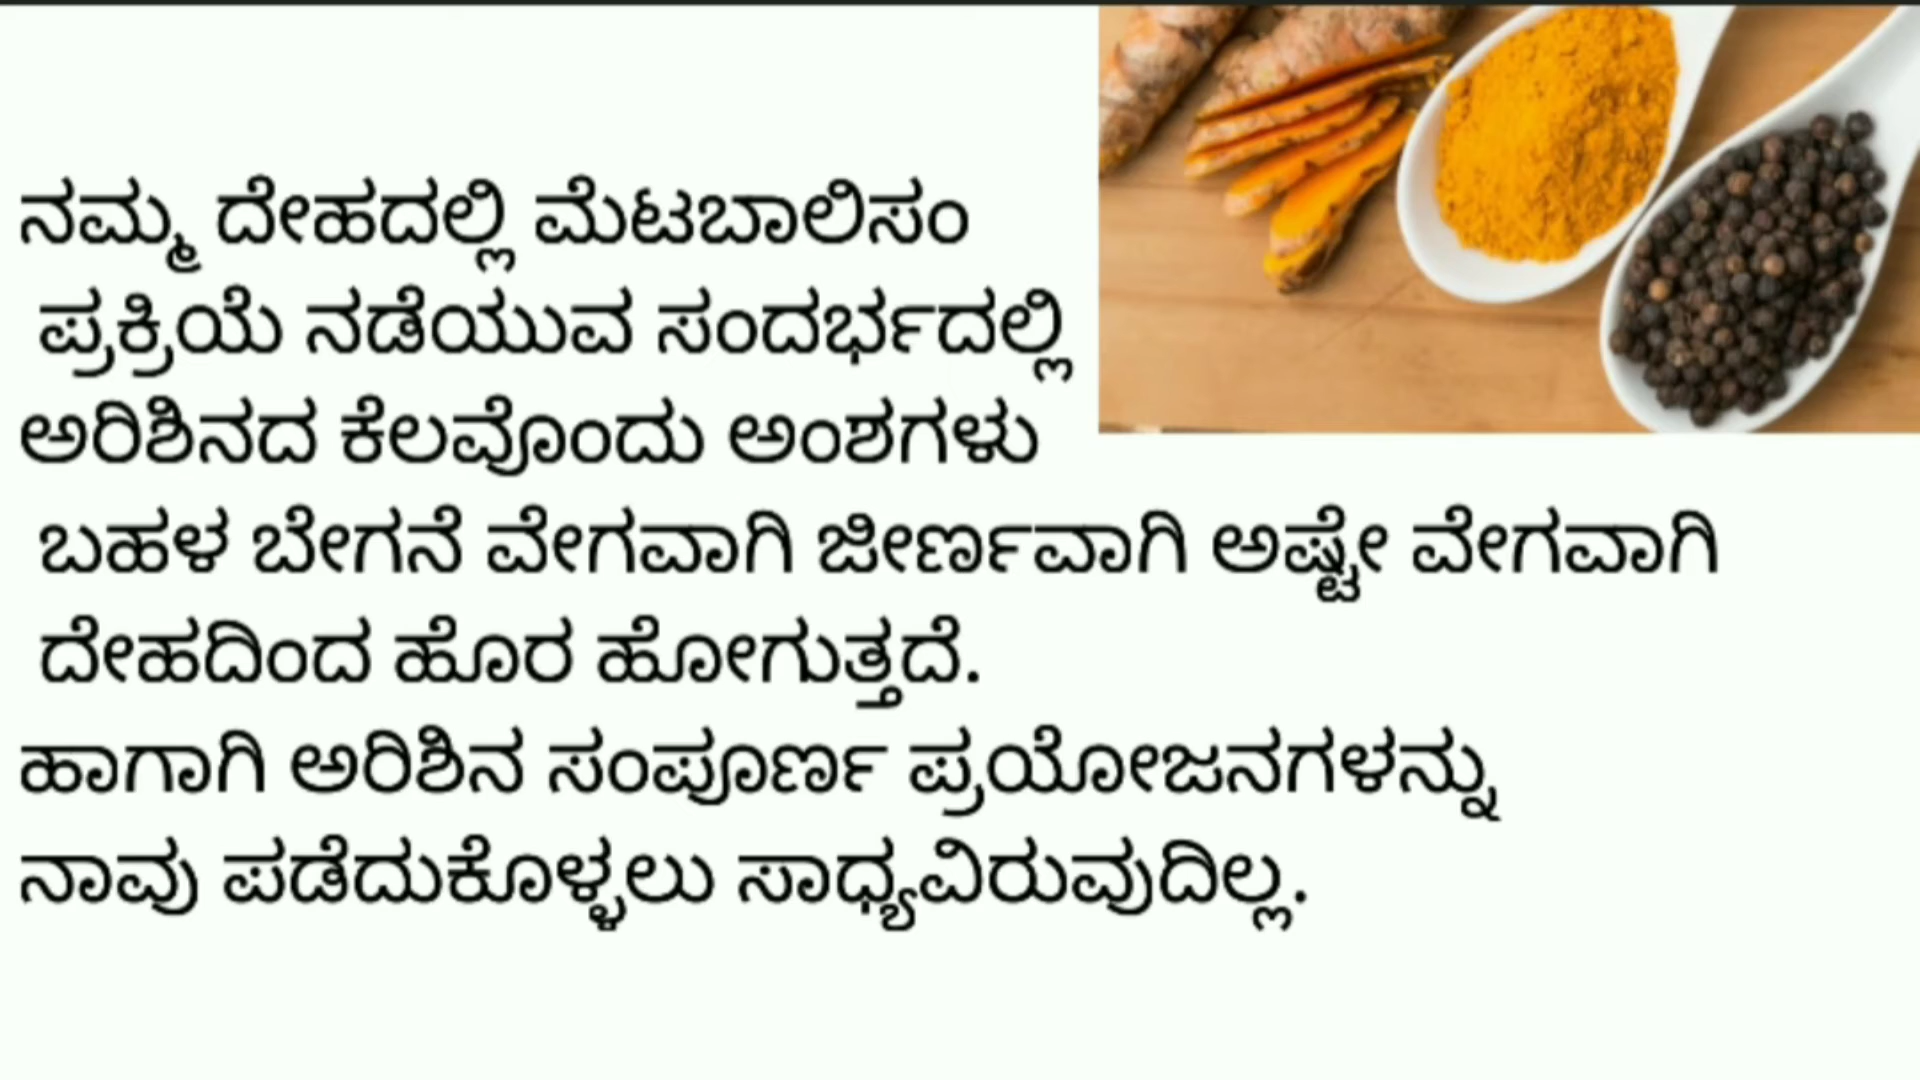 ನಮ್ಮ ದೇಹದಲ್ಲಿ ಮೆಟಬಾಲಿಸಂ
ಪ್ರಕ್ರಿಯೆ ನಡೆಯುವ ಸಂದರ್ಭದಲ್ಲಿ
ಅರಿಶಿನದ ಕೆಲವೊಂದು ಅಂಶಗಳು
ಬಹಳ ಬೇಗನೆ ವೇಗವಾಗಿ ಜೀರ್ಣವಾಗಿ ಅಷ್ಟೇ ವೇಗವಾಗಿ
ದೇಹದಿಂದ ಹೊರ ಹೋಗುತ್ತದೆ.
ಹಾಗಾಗಿ ಅರಿಶಿನ ಸಂಪೂರ್ಣ ಪ್ರಯೋಜನಗಳನ್ನು
ನಾವು ಪಡೆದುಕೊಳ್ಳಲು ಸಾಧ್ಯವಿರುವುದಿಲ್ಲ.